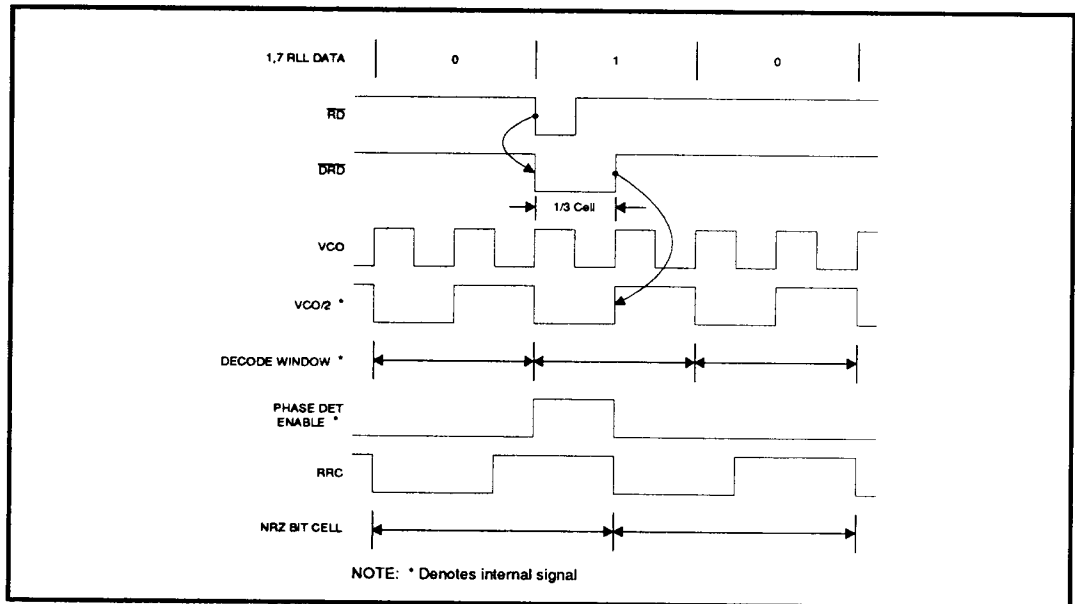 1,7 RLL DATA 0 1 0
RD
DRD
1/3 Cell
VCO
VCO/2 *
DECODE WINDOW *
PHASE DET
ENABLE *
RRC
NRZ BIT CELL
NOTE: * Denotes internal signal